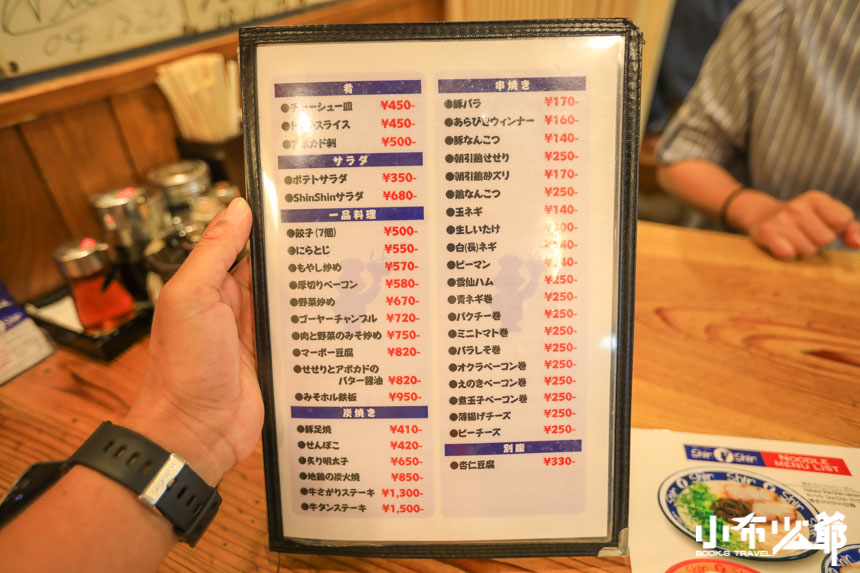 肴
●チャーシュー皿 ¥450-
スライス ¥450-
●アボカド刺 ¥500-
サラダ
●ポテトサラダ ¥350-
●ShinShinサラダ ¥680-
一品料理
●餃子(7個) ¥500-
●にらとじ ¥550-
●もやし炒め ¥570-
●厚切りベーコン ¥580-
●野菜炒め ¥670-
●ゴーヤーチャンプル ¥720-
●肉と野菜のみそ炒め ¥750-
●マーボー豆腐 ¥820-
●せせりとアボカドの
バター醤油 ¥820-
●みそホル鉄板 ¥950-
炭焼き
●豚足焼 ¥410-
●せんぽこ ¥420-
●炙り明太子 ¥650-
●地鶏の炭火焼 ¥850-
●牛とがりステーキ ¥1,300-
●牛タンステーキ ¥1,500-
串焼き
●豚バラ ¥170-
●あらびきウィンナー ¥160-
●豚なんこつ ¥140-
●朝引鶏せせり ¥250-
●朝引鶏砂ズリ ¥170-
●鶏なんこつ ¥250-
●玉ネギ ¥140-
●生しいたけ
●白(長)ネギ
●ピーマン
●雲仙ハム ¥250-
●青ネギ巻 ¥250-
●パクチー巻 ¥250-
●ミニトマト巻 ¥250-
●バラしそ巻 ¥250-
●オクラベーコン巻 ¥250-
●えのきベーコン巻 ¥250-
●煮玉子ベーコン巻 ¥250-
●薄揚げチーズ ¥250-
●ピーチーズ ¥250-
別腹
●杏仁豆腐 ¥330-
Shin Shin
NOODLE
MENU LIST
小布少爺
BOOK.S TRAVEL